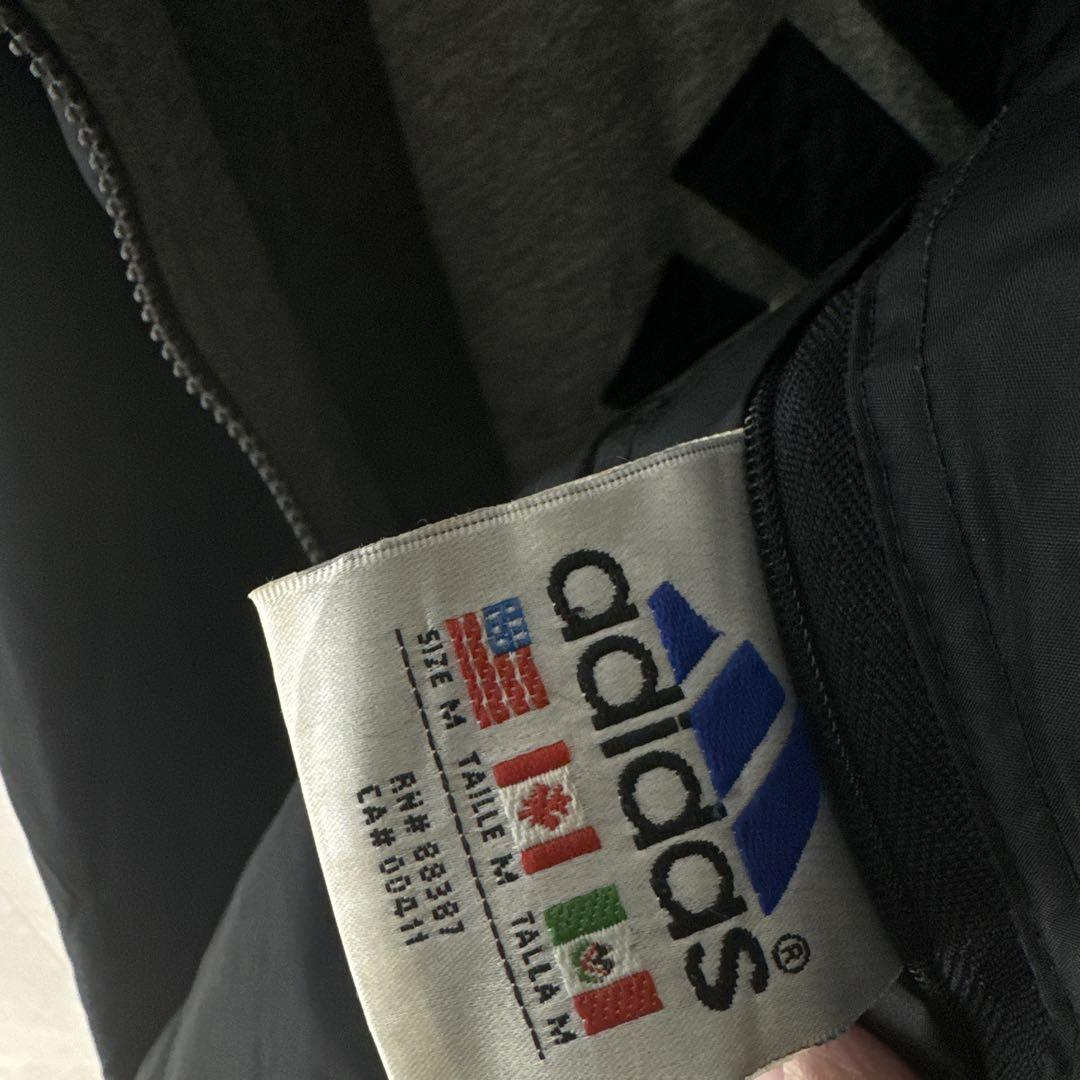 adidas®
SIZE M TAILLE M TALLA M
RN# 88387
CA# 00411